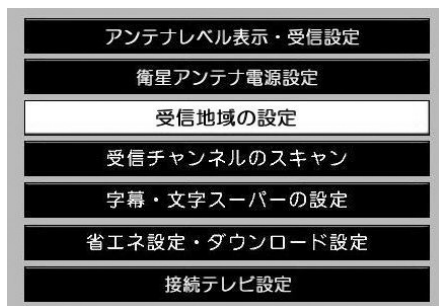 アンテナレベル表示・受信設定
衛星アンテナ電源設定
受信地域の設定
受信チャンネルのスキャン
字幕・文字スーパーの設定
省エネ設定・ダウンロード設定
接続テレビ設定